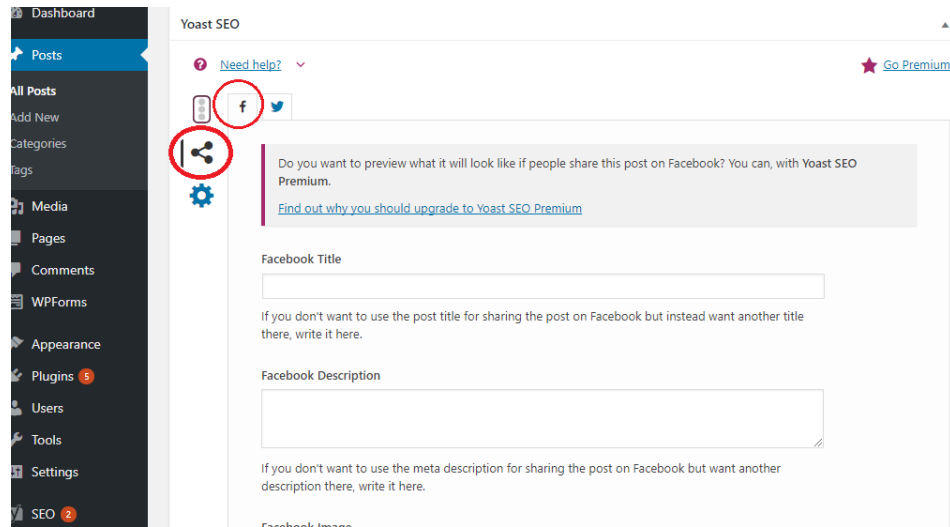 Dashboard
Posts
All Posts
Add New
Categories
Tags
Media
Pages
Comments
WPForms
Appearance
Plugins 5
Users
Tools
Settings
SEO 2
Yoast SEO
Need help?
Go Premium
Do you want to preview what it will look like if people share this post on Facebook? You can, with Yoast SEO
Premium.
Find out why you should upgrade to Yoast SEO Premium
Facebook Title
If you don't want to use the post title for sharing the post on Facebook but instead want another title
there, write it here.
Facebook Description
If you don't want to use the meta description for sharing the post on Facebook but want another
description there, write it here.
Facebook Image